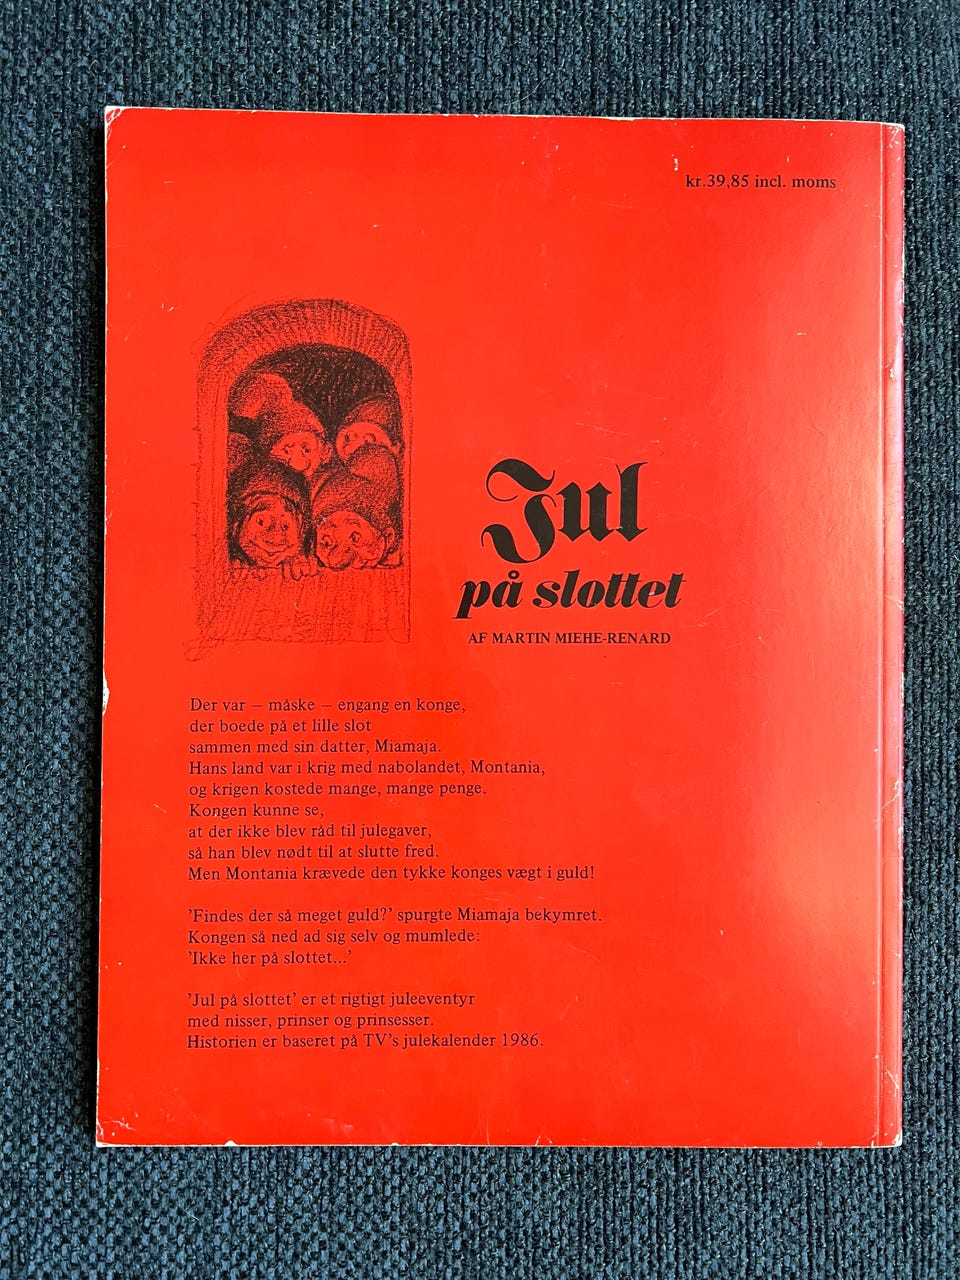 kr.39,85 incl. moms
Jul
på slottet
AF MARTIN MIEHE-RENARD
Der var – måske – engang en konge,
der boede på et lille slot
sammen med sin datter, Miamaja.
Hans land var i krig med nabolandet, Montania,
og krigen kostede mange, mange penge.
Kongen kunne se,
at der ikke blev råd til julegaver,
så han blev nødt til at slutte fred.
Men Montania krævede den tykke konges vægt i guld!
'Findes der så meget guld?' spurgte Miamaja bekymret.
Kongen så ned ad sig selv og mumlede:
'Ikke her på slottet...'
'Jul på slottet' er et rigtigt juleeventyr
med nisser, prinser og prinsesser.
Historien er baseret på TV's julekalender 1986.